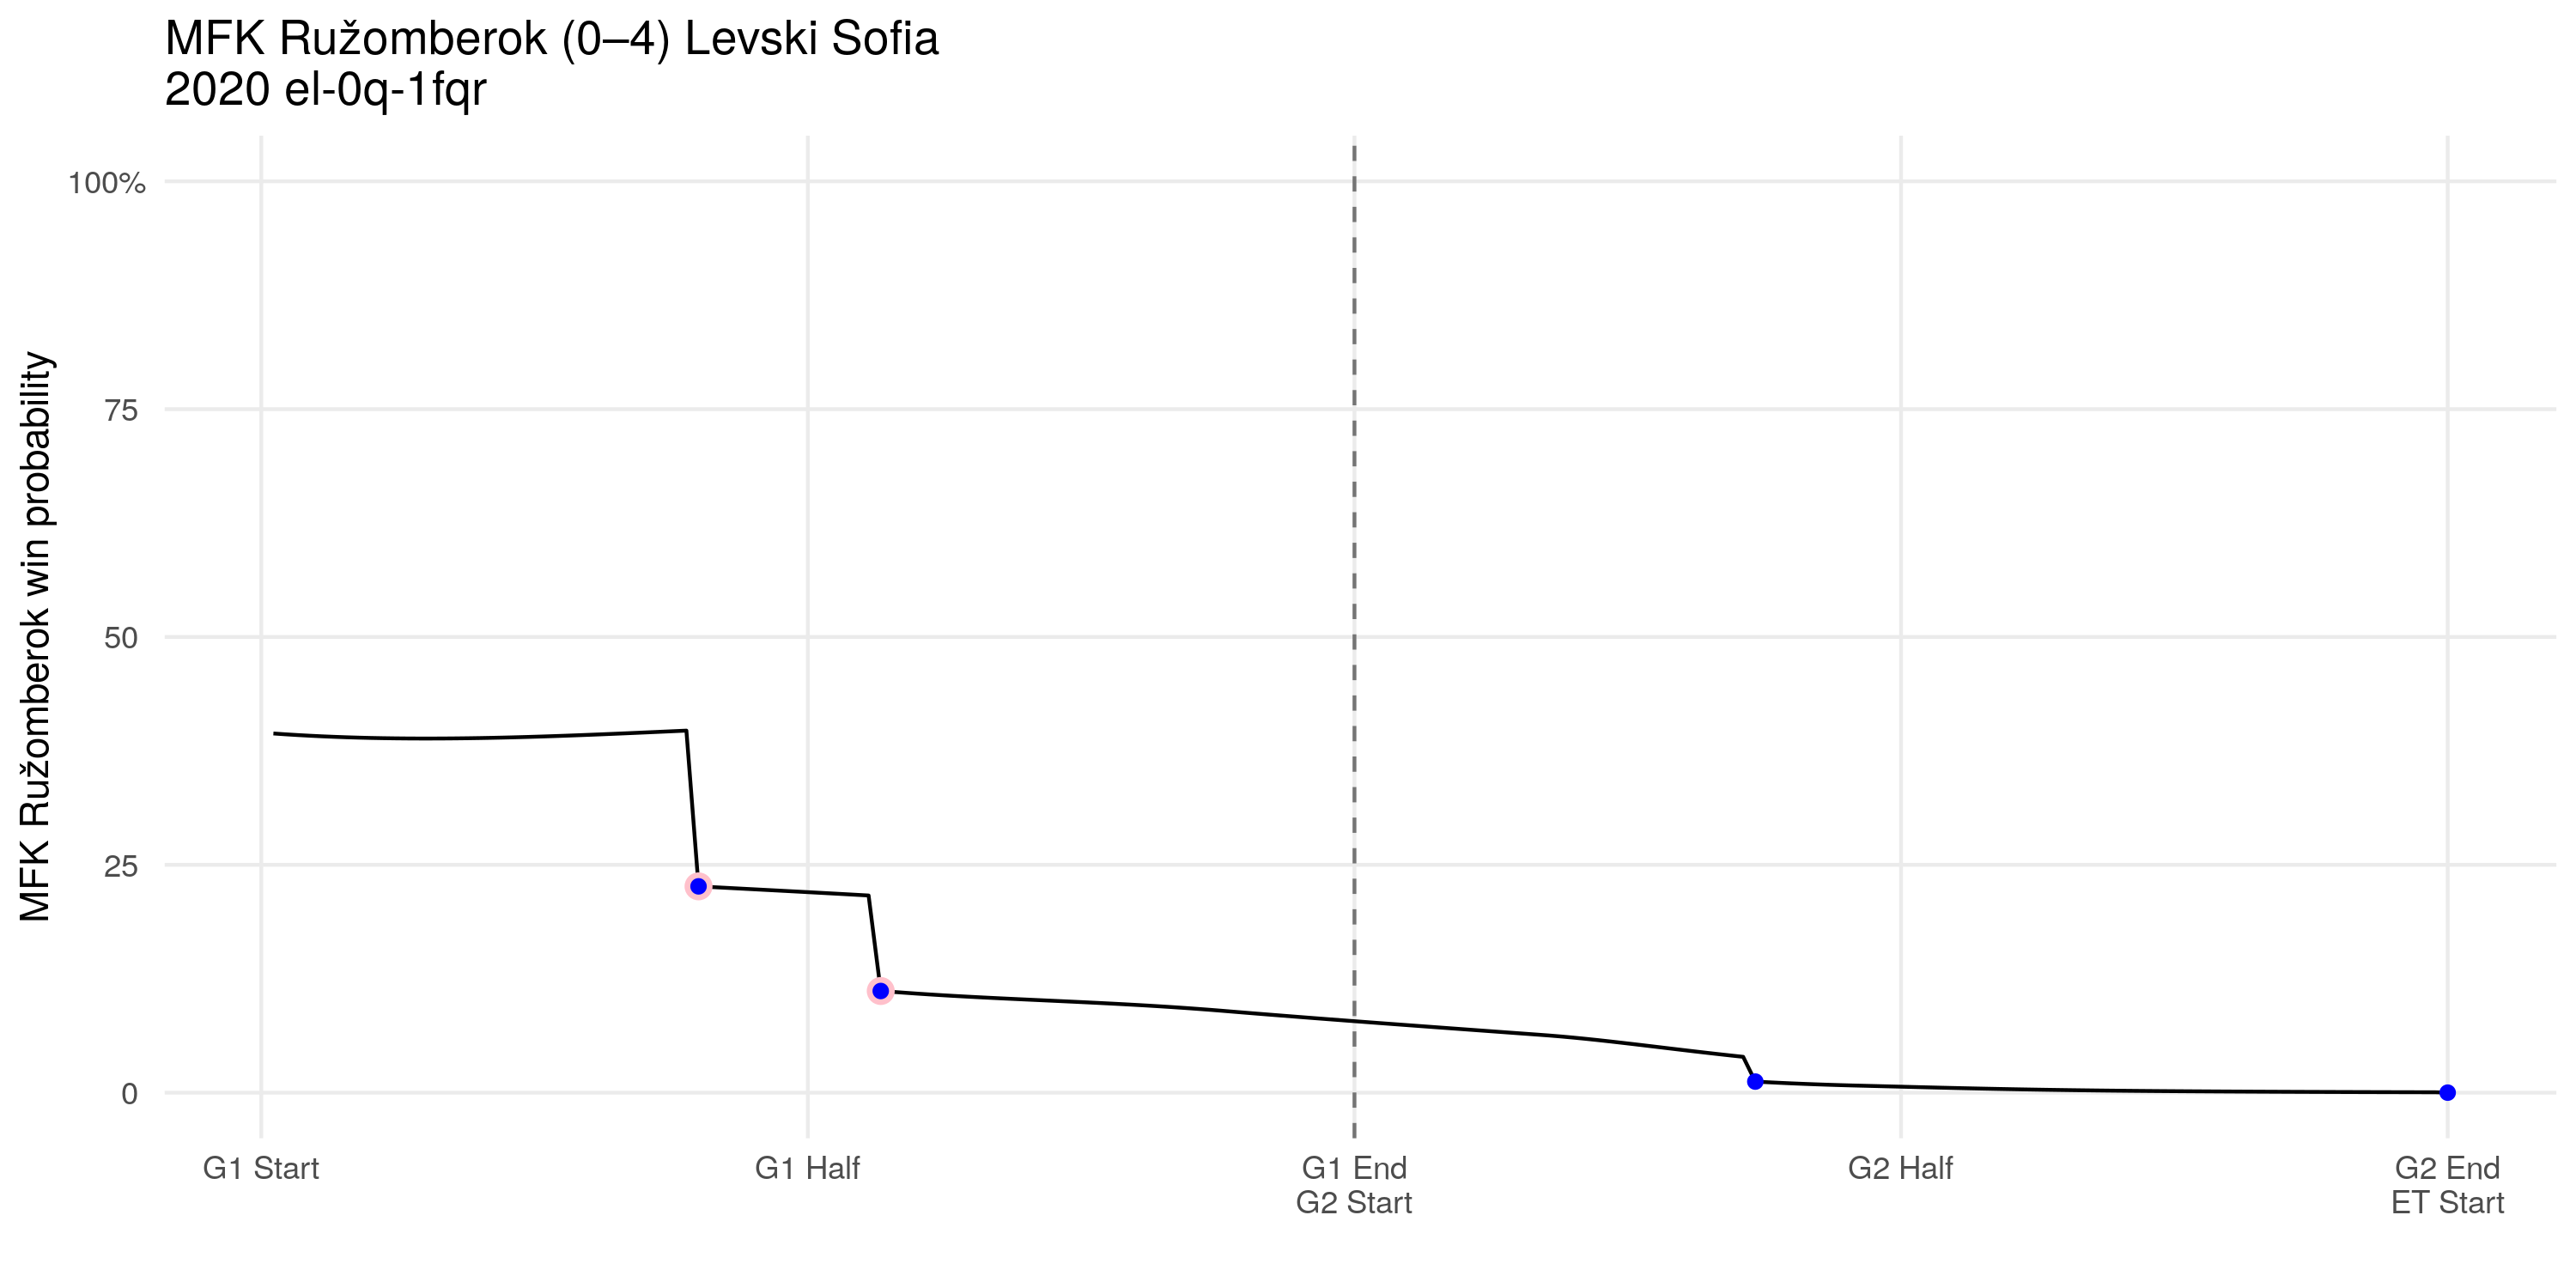 MFK Ružomberok (0–4) Levski Sofia
2020 el-0q-1fqr
MFK Ružomberok win probability
100%
75
50
25
0
G1 Start
G1 Half
G1 End
G2 Start
G2 Half
G2 End
ET Start